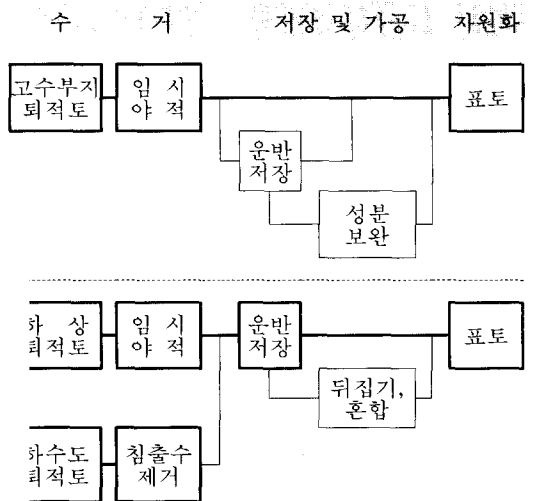 수 거 저장 및 가공 자원화
고수부지 임 시 표토
퇴적토 야 적
운반
저장
성분
보완
하 상 임 시 운반 표토
퇴적토 야 적 저장
뒤집기,
혼합
하수도 침출수
퇴적토 제거